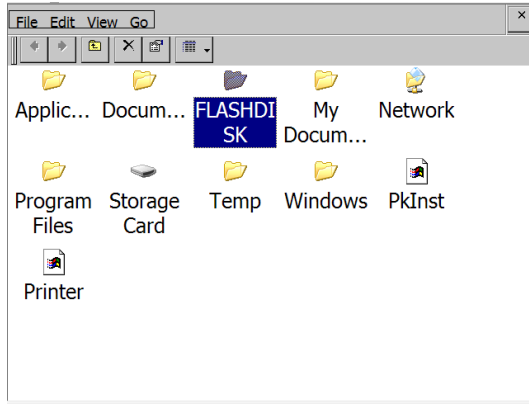 File Edit View Go
×
Applic... Docum... FLASHDI My Network
SK Docum...
Program Storage Temp Windows PkInst
Files Card
Printer